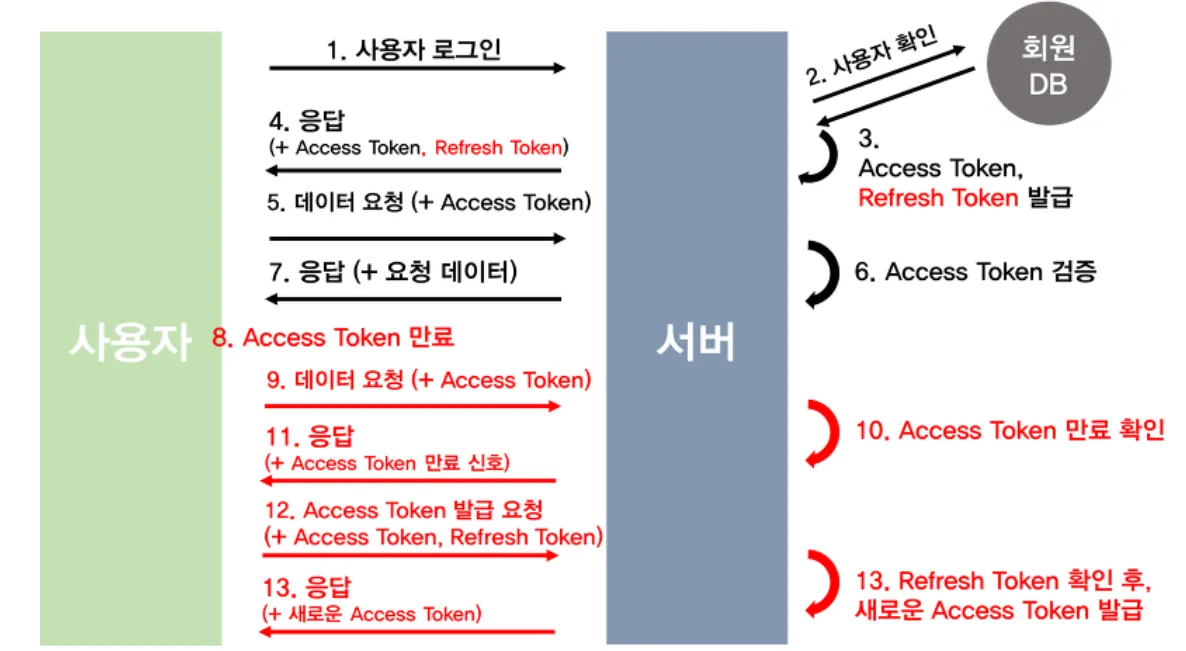 1. 사용자 로그인
2. 사용자 확인
회원
DB
3.
Access Token,
Refresh Token 발급
4. 응답
(+ Access Token, Refresh Token)
5. 데이터 요청 (+ Access Token)
6. Access Token 검증
7. 응답 (+ 요청 데이터)
사용자
서버
8. Access Token 만료
9. 데이터 요청 (+ Access Token)
10. Access Token 만료 확인
11. 응답
(+ Access Token 만료 신호)
12. Access Token 발급 요청
(+ Access Token, Refresh Token)
13. Refresh Token 확인 후,
새로운 Access Token 발급
13. 응답
(+ 새로운 Access Token)